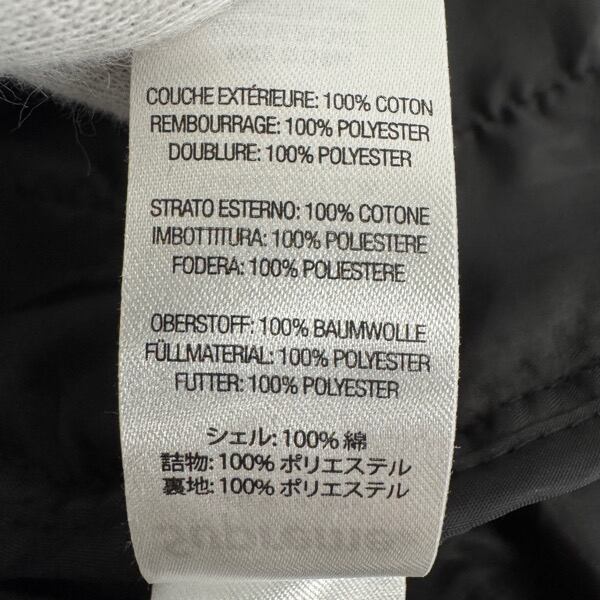 COUCHE EXTÉRIEURE: 100% COTON
REMBOURRAGE: 100% POLYESTER
DOUBLURE: 100% POLYESTER
STRATO ESTERNO: 100% COTONE
IMBOTTITURA: 100% POLIESTERE
FODERA: 100% POLIESTERE
OBERSTOFF: 100% BAUMWOLLE
FÜLLMATERIAL: 100% POLYESTER
FUTTER: 100% POLYESTER
シェル: 100% 綿
詰物: 100% ポリエステル
裏地: 100% ポリエステル
Supreme